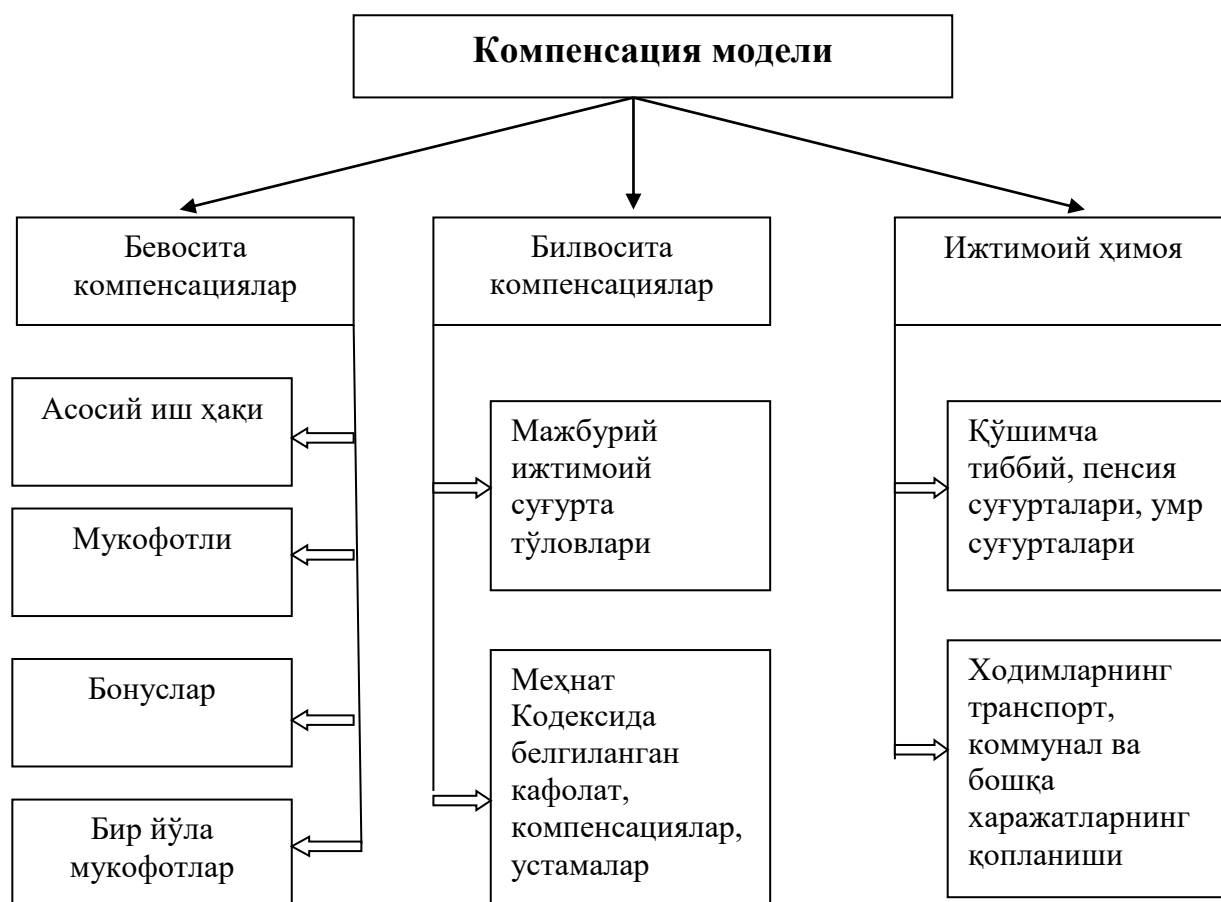 Компенсация модели
Бевосита
компенсациялар
Асосий иш ҳақи
Мукофотли
Бонуслар
Бир йўла
мукофотлар
Билвосита
компенсациялар
Мажбурий
ижтимоий
суғурта
тўловлари
Меҳнат
Кодексида
белгиланган
кафолат,
компенсациялар,
устамалар
Ижтимоий ҳимоя
Қўшимча
тиббий, пенсия
суғурталари, умр
суғурталари
Ходимларнинг
транспорт,
коммунал ва
бошқа
харажатларнинг
қопланиши